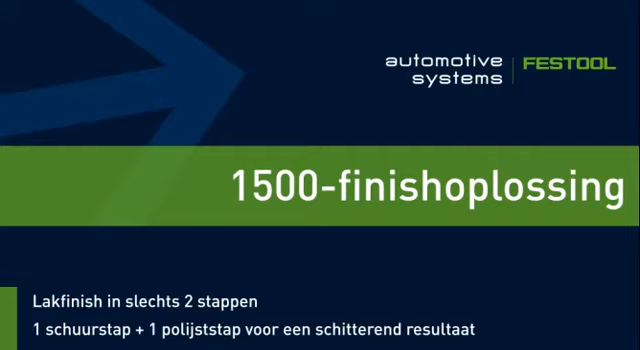 automotive
systems
FESTOOL
1500-finishoplossing
Lakfinish in slechts 2 stappen
1 schuurstap + 1 polijststap voor een schitterend resultaat